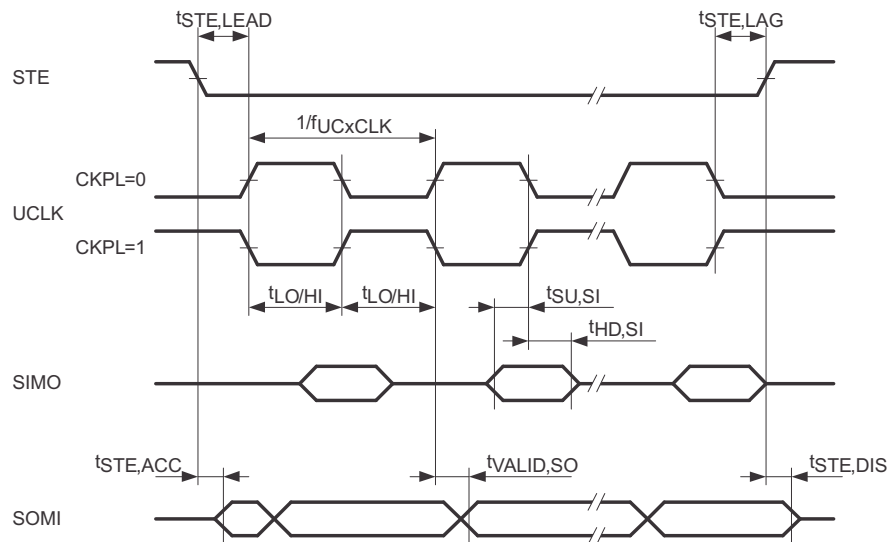 tSTE,LEAD
tSTE,LAG
STE
1/fUCxCLK
CKPL=0
UCLK
CKPL=1
tLO/HI tLO/HI
tSU,SI
tHD,SI
SIMO
tSTE,ACC
tVALID,SO
tSTE,DIS
SOMI